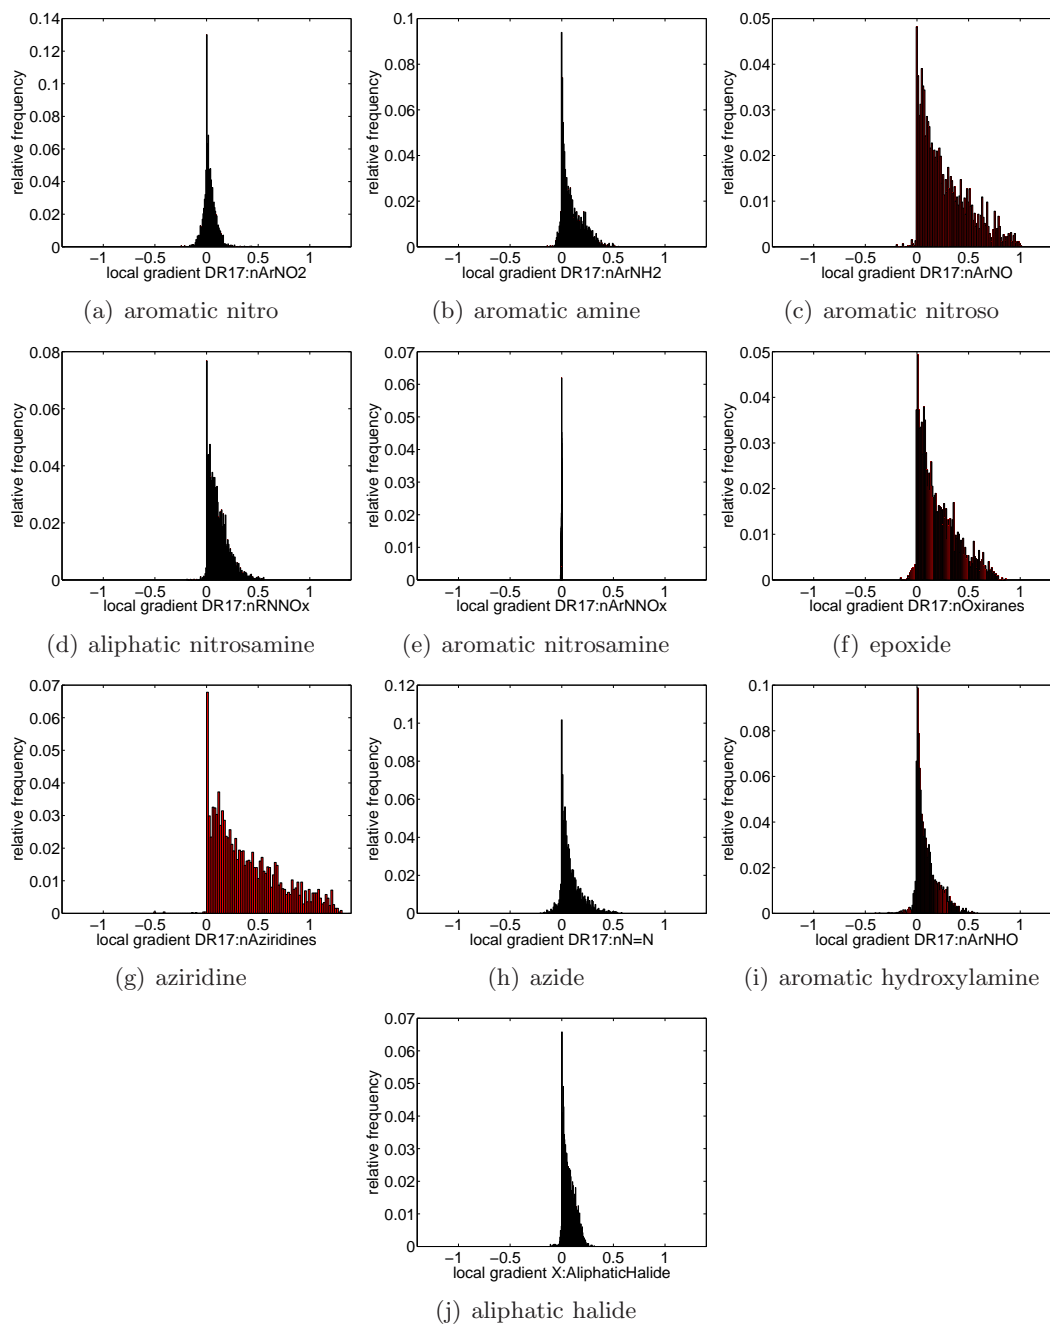 0.14
0.12
0.1
0.08
0.06
0.04
0.02
0
relative frequency
−1 −0.5 0 0.5 1
local gradient DR17:nArNO2
(a) aromatic nitro
0.1
0.08
0.06
0.04
0.02
0
relative frequency
−1 −0.5 0 0.5 1
local gradient DR17:nArNH2
(b) aromatic amine
0.05
0.04
0.03
0.02
0.01
0
relative frequency
−1 −0.5 0 0.5 1
local gradient DR17:nArNO
(c) aromatic nitroso
0.08
0.06
0.04
0.02
0
relative frequency
−1 −0.5 0 0.5 1
local gradient DR17:nRNNOx
(d) aliphatic nitrosamine
0.07
0.06
0.05
0.04
0.03
0.02
0.01
0
relative frequency
−1 −0.5 0 0.5 1
local gradient DR17:nArNNOx
(e) aromatic nitrosamine
0.05
0.04
0.03
0.02
0.01
0
relative frequency
−1 −0.5 0 0.5 1
local gradient DR17:nOxiranes
(f) epoxide
0.07
0.06
0.05
0.04
0.03
0.02
0.01
0
relative frequency
−1 −0.5 0 0.5 1
local gradient DR17:nAziridines
(g) aziridine
0.12
0.1
0.08
0.06
0.04
0.02
0
relative frequency
−1 −0.5 0 0.5 1
local gradient DR17:nN=N
(h) azide
0.1
0.08
0.06
0.04
0.02
0
relative frequency
−1 −0.5 0 0.5 1
local gradient DR17:nArNHO
(i) aromatic hydroxylamine
0.07
0.06
0.05
0.04
0.03
0.02
0.01
0
relative frequency
−1 −0.5 0 0.5 1
local gradient X:AliphaticHalide
(j) aliphatic halide